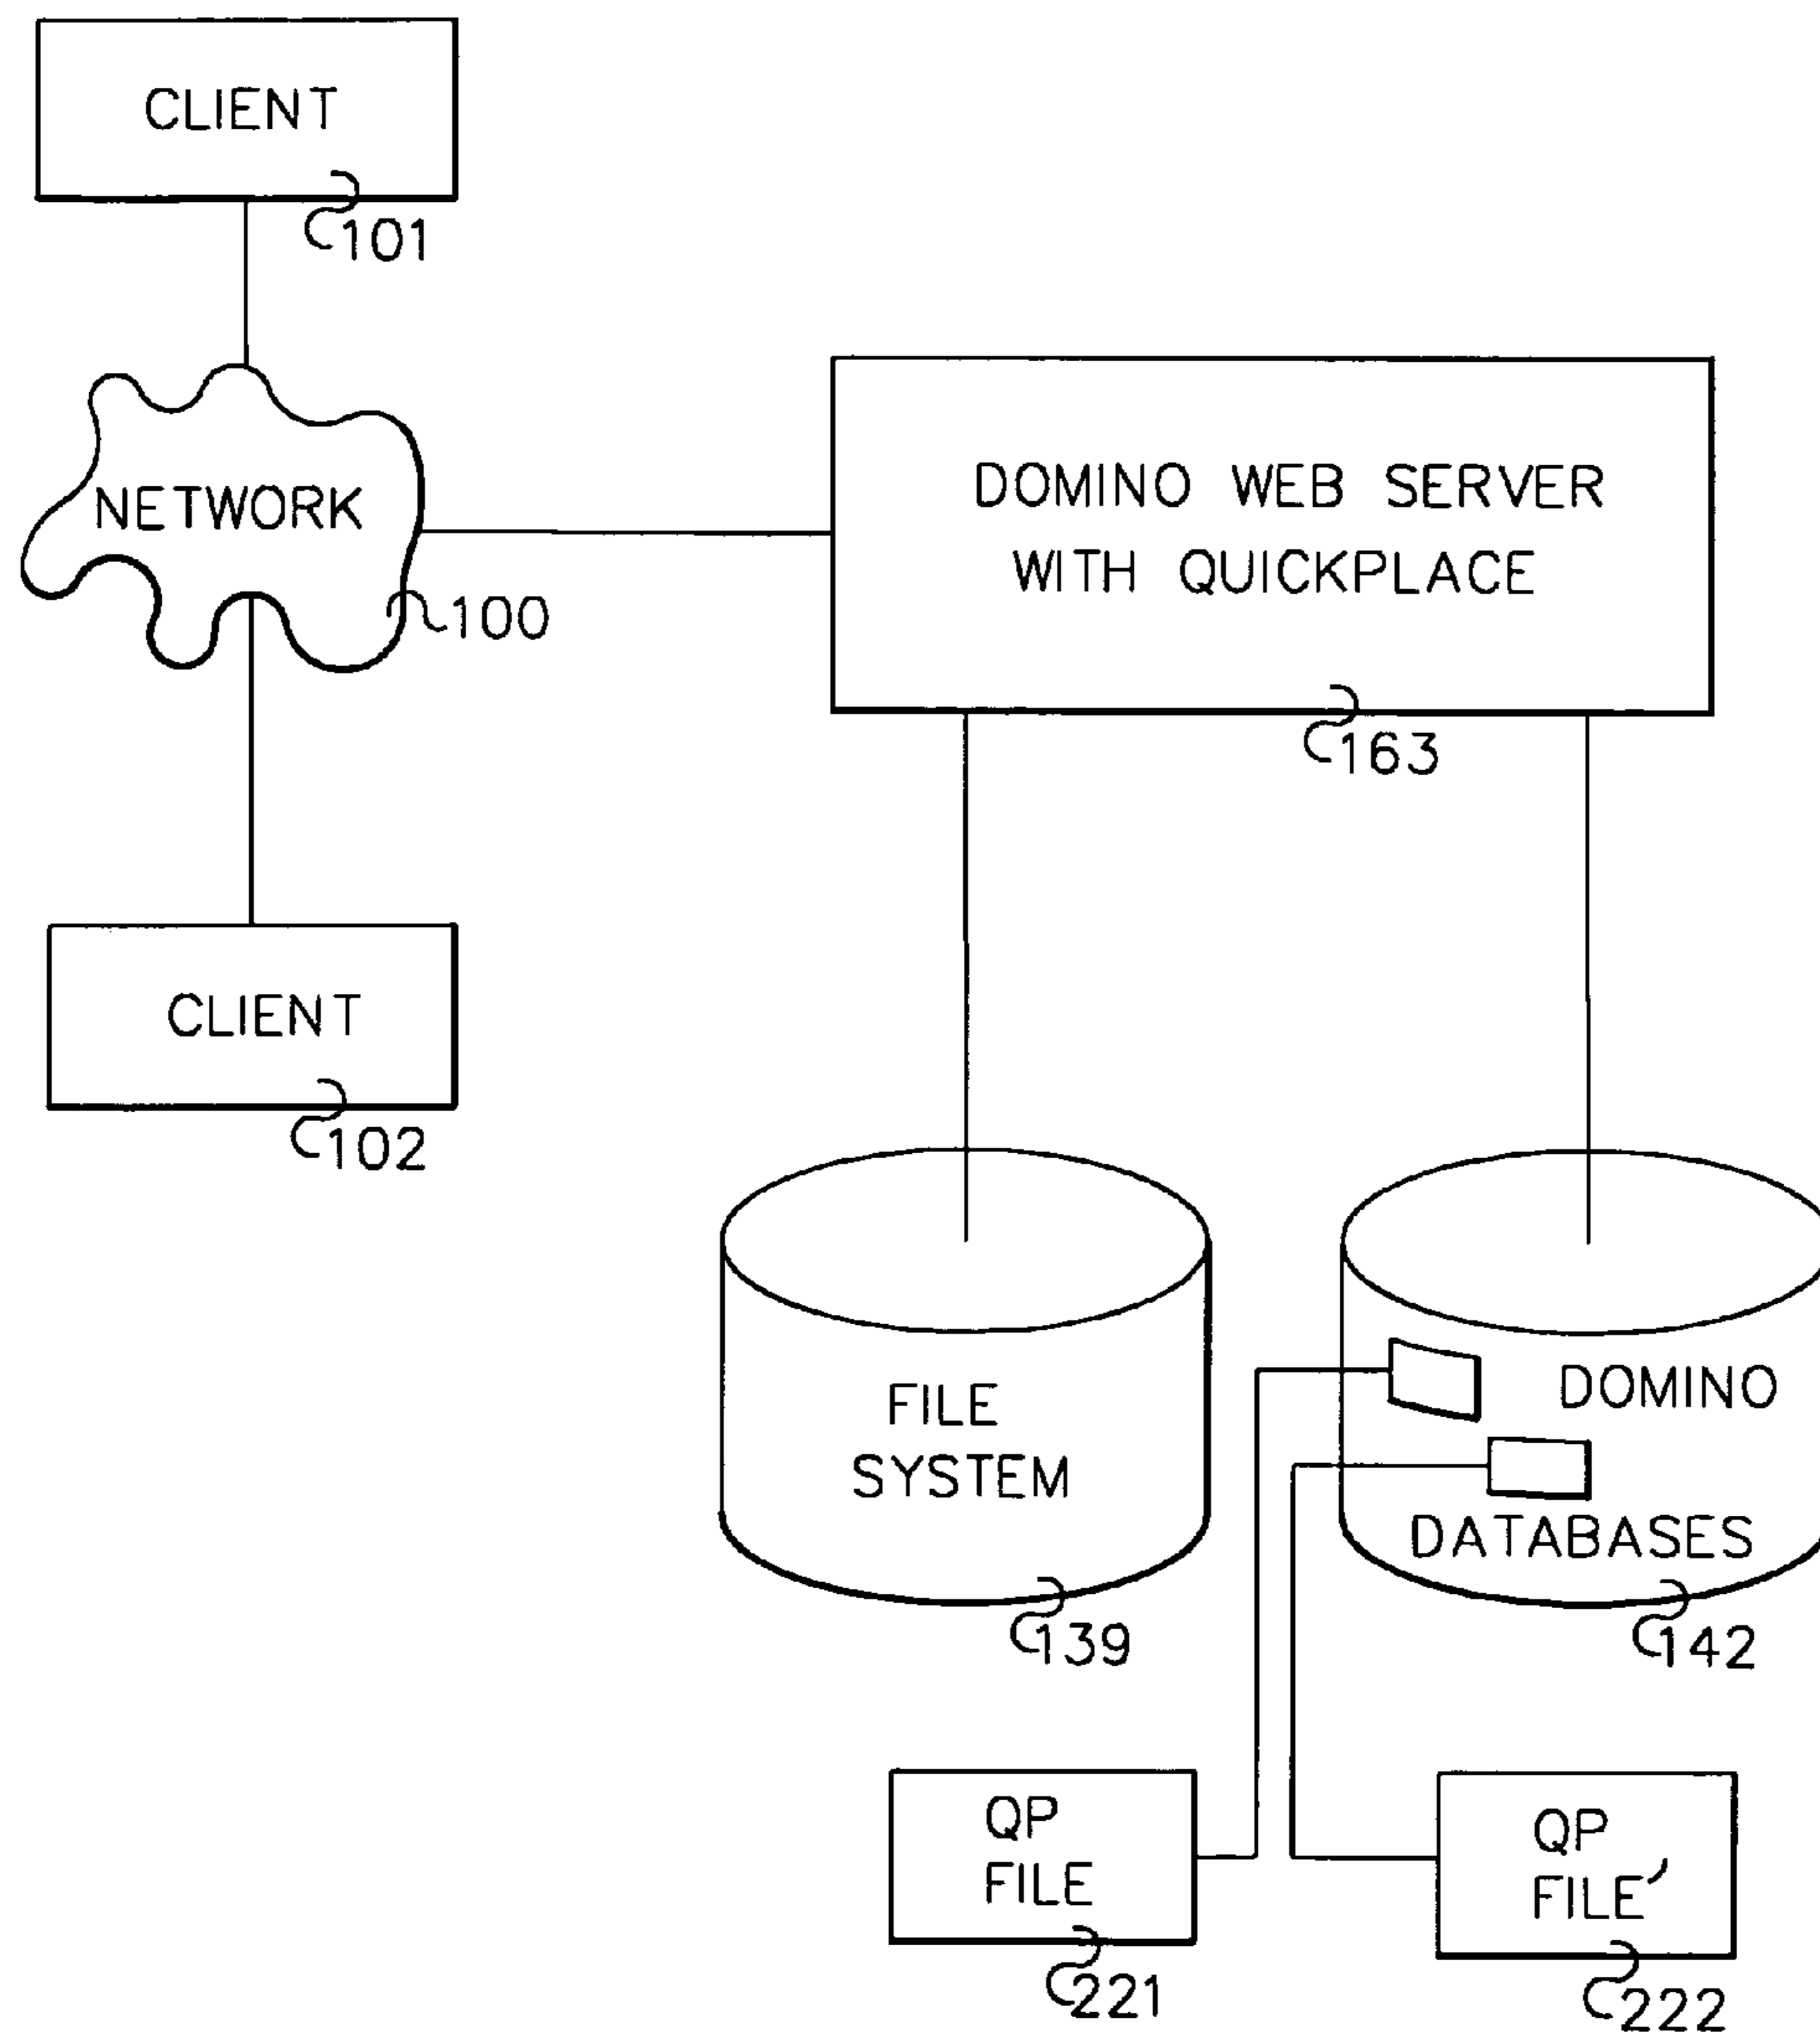 CLIENT
101
NETWORK
100
DOMINO WEB SERVER
WITH QUICKPLACE
163
CLIENT
102
FILE
SYSTEM
139
DOMINO
DATABASES
142
QP
FILE
221
QP
FILE'
222